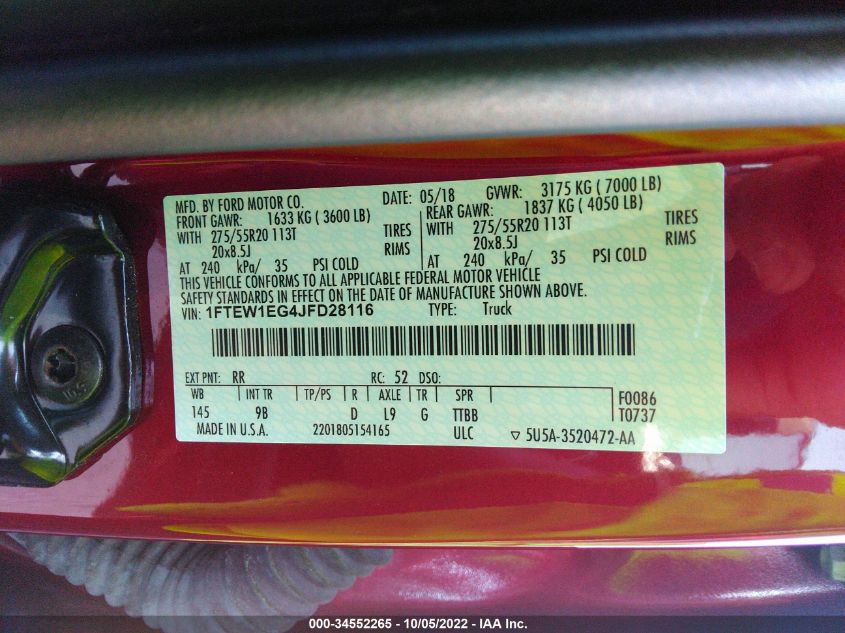 MFD. BY FORD MOTOR CO. DATE: 05/18 GVWR: 3175 KG ( 7000 LB)
FRONT GAWR: 1633 KG ( 3600 LB) REAR GAWR: 1837 KG ( 4050 LB)
WITH 275/55R20 113T TIRES WITH 275/55R20 113T TIRES
20x8.5J RIMS 20x8.5J RIMS
AT 240 kPa/ 35 PSI COLD AT 240 kPa/ 35 PSI COLD
THIS VEHICLE CONFORMS TO ALL APPLICABLE FEDERAL MOTOR VEHICLE
SAFETY STANDARDS IN EFFECT ON THE DATE OF MANUFACTURE SHOWN ABOVE.
VIN: 1FTEW1EG4JFD28116 TYPE: Truck
EXT PNT: RR RC: 52 DSO:
WB INT TR TP/PS R AXLE TR SPR F0086
145 9B D L9 G TTBB T0737
MADE IN U.S.A. 2201805154165 ULC ▽ 5U5A-3520472-AA
000-34552265 - 10/05/2022 - IAA Inc.